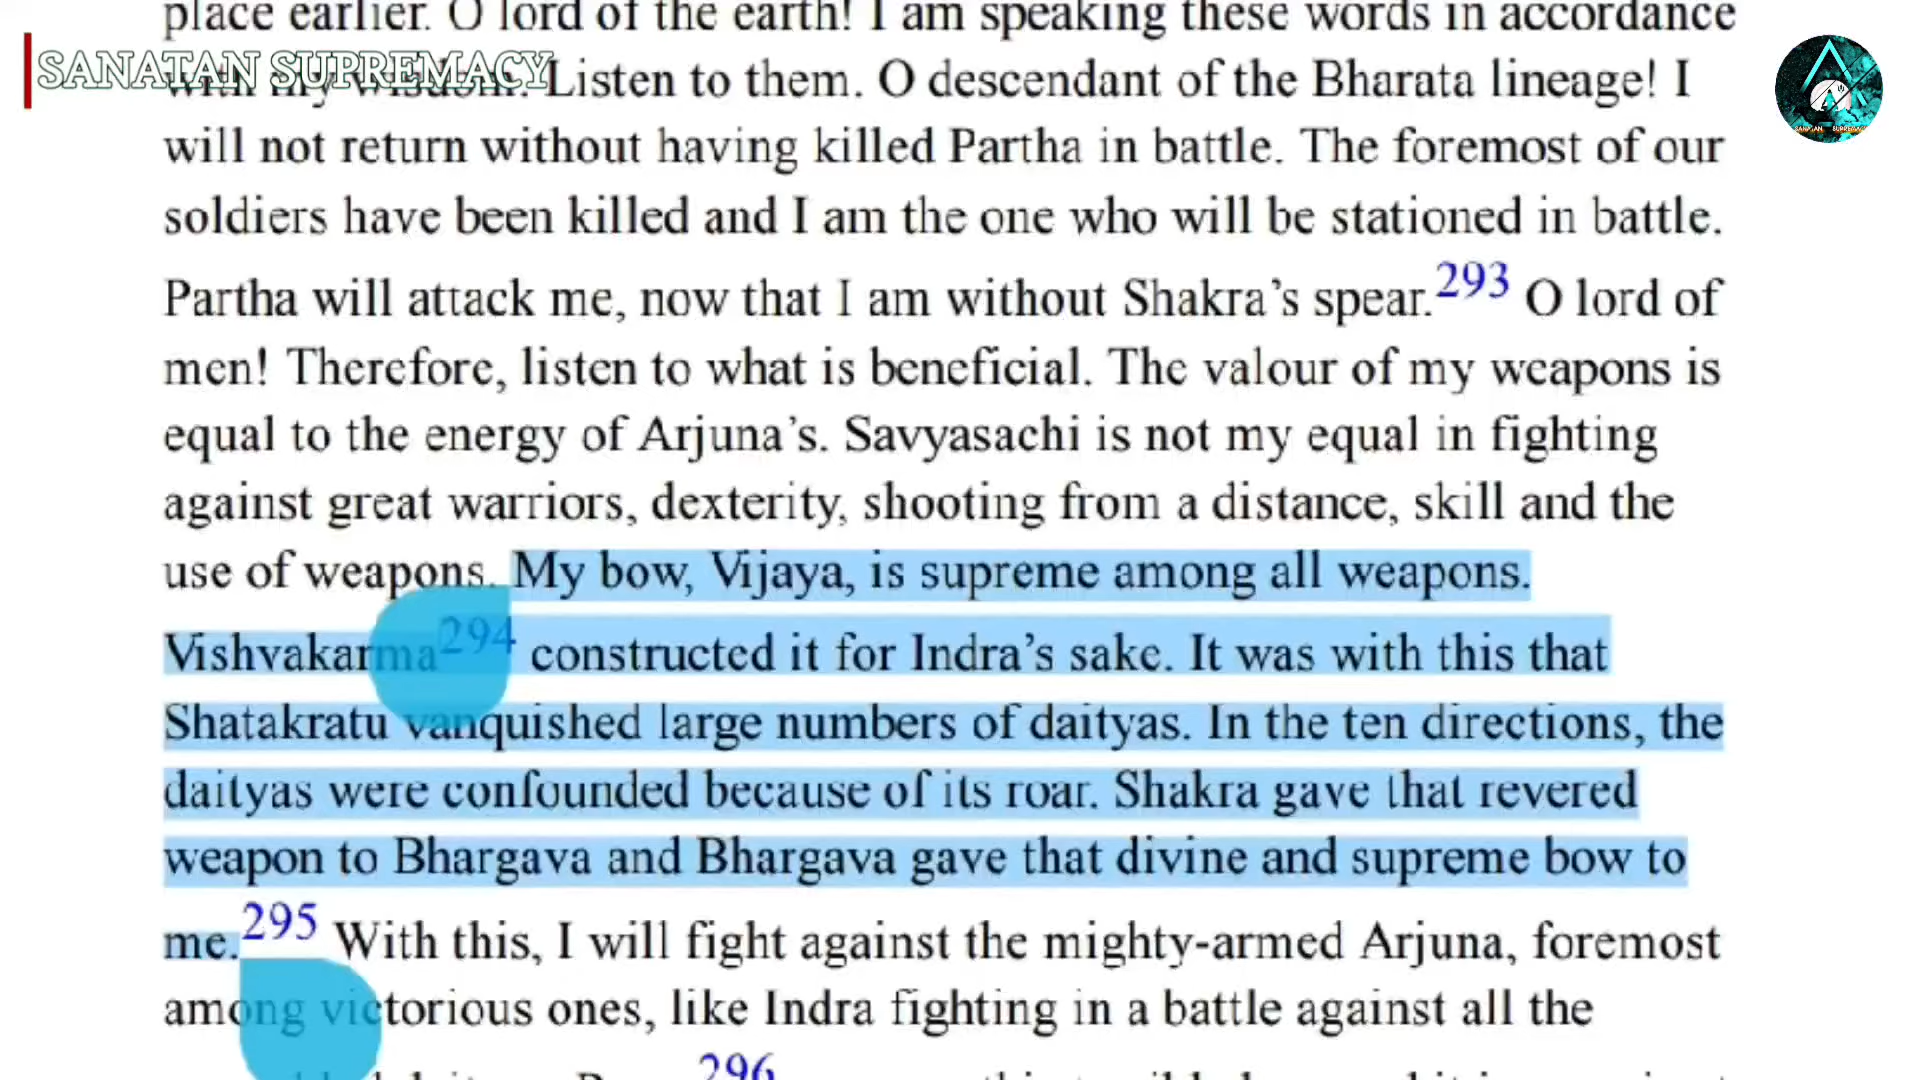 place earlier. O lord of the earth! I am speaking these words in accordance
SANATAN SUPREMACY
with my wisdom. Listen to them. O descendant of the Bharata lineage! I
will not return without having killed Partha in battle. The foremost of our
soldiers have been killed and I am the one who will be stationed in battle.
Partha will attack me, now that I am without Shakra's spear.293 O lord of
men! Therefore, listen to what is beneficial. The valour of my weapons is
equal to the energy of Arjuna's. Savyasachi is not my equal in fighting
against great warriors, dexterity, shooting from a distance, skill and the
use of weapons. My bow, Vijaya, is supreme among all weapons.
Vishvakarma294 constructed it for Indra's sake. It was with this that
Shatakratu vanquished large numbers of daityas. In the ten directions, the
daityas were confounded because of its roar. Shakra gave that revered
weapon to Bhargava and Bhargava gave that divine and supreme bow to
me.295 With this, I will fight against the mighty-armed Arjuna, foremost
among victorious ones, like Indra fighting in a battle against all the
296